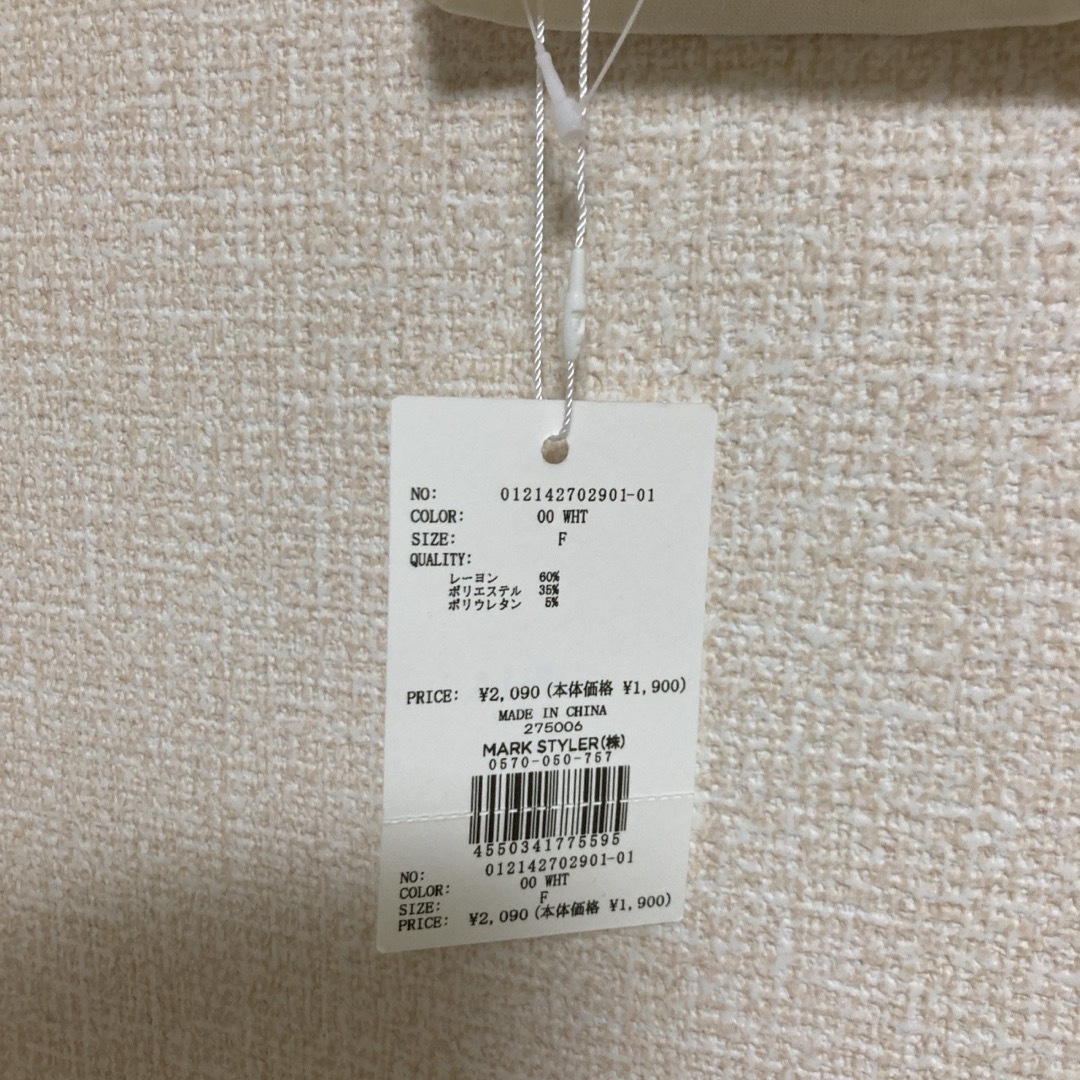 NO: 012142702901-01
COLOR: 00 WHT
SIZE: F
QUALITY:
レーヨン 60%
ポリエステル 35%
ポリウレタン 5%
PRICE: ¥2,090(本体価格 ¥1,900)
MADE IN CHINA
275006
MARK STYLER(株)
0570-050-757
4550341775595
NO: 012142702901-01
COLOR: 00 WHT
SIZE: F
PRICE: ¥2,090(本体価格 ¥1,900)